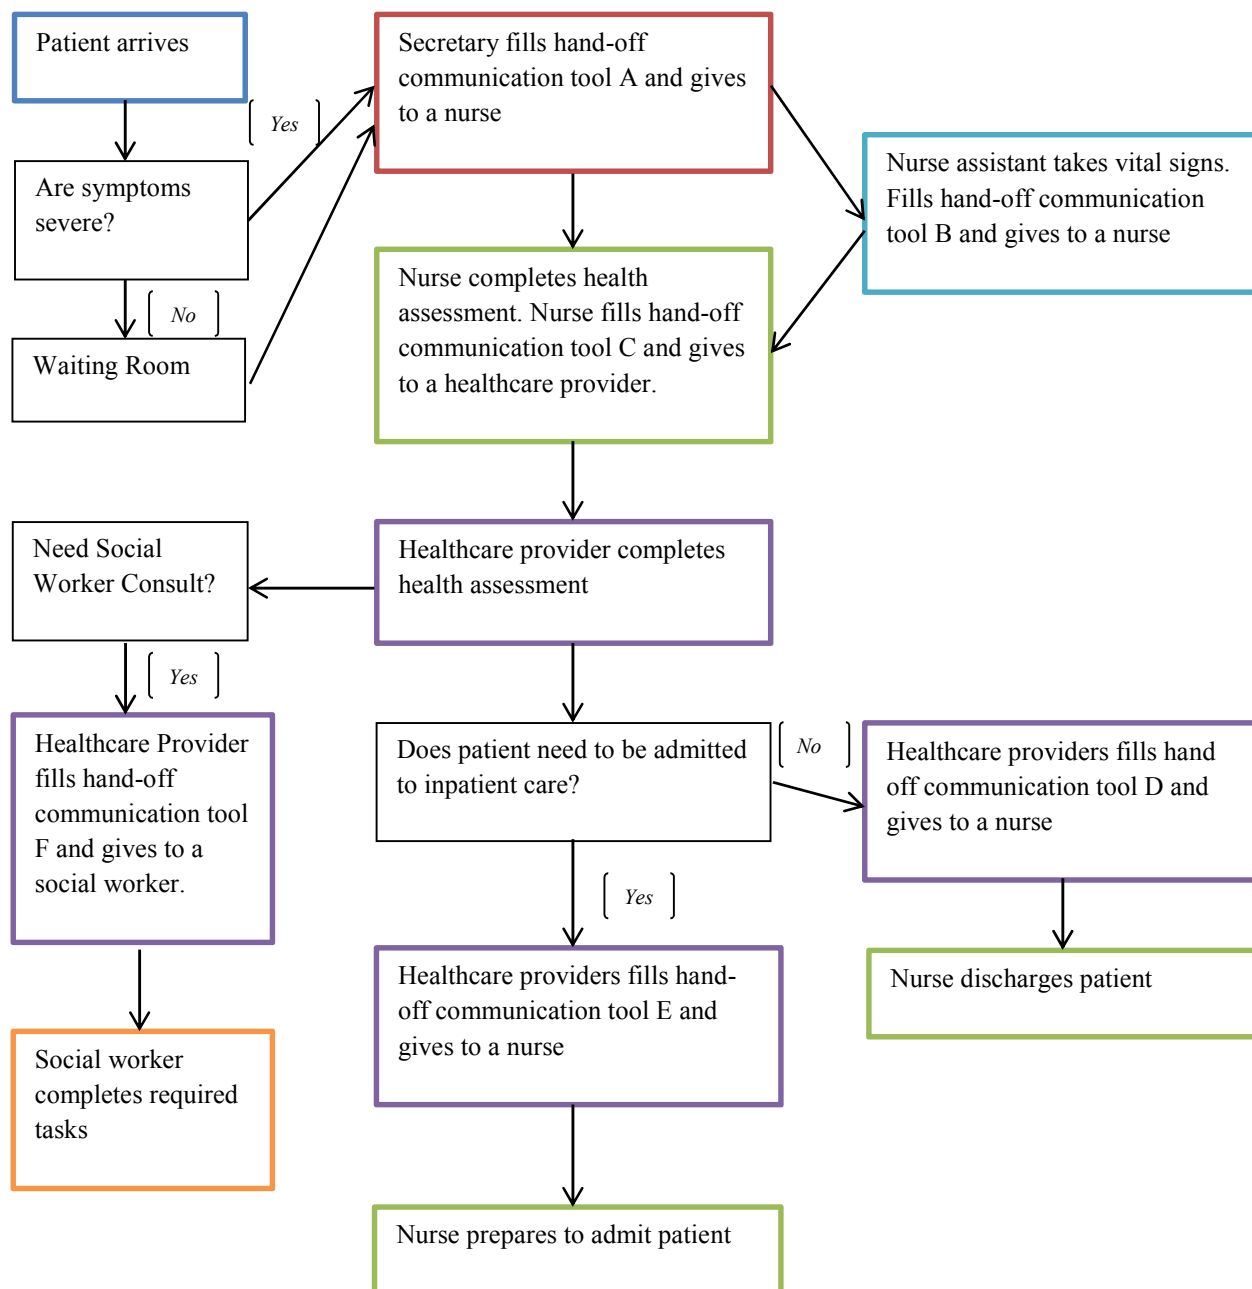 Patient arrives
Yes
Are symptoms
severe?
No
Waiting Room
Secretary fills hand-off
communication tool A and gives
to a nurse
Nurse assistant takes vital signs.
Fills hand-off communication
tool B and gives to a nurse
Nurse completes health
assessment. Nurse fills hand-off
communication tool C and gives
to a healthcare provider.
Healthcare provider completes
health assessment
Need Social
Worker Consult?
Yes
Healthcare Provider
fills hand-off
communication tool
F and gives to a
social worker.
Social worker
completes required
tasks
Does patient need to be admitted
to inpatient care?
No
Healthcare providers fills hand
off communication tool D and
gives to a nurse
Nurse discharges patient
Yes
Healthcare providers fills hand-
off communication tool E and
gives to a nurse
Nurse prepares to admit patient